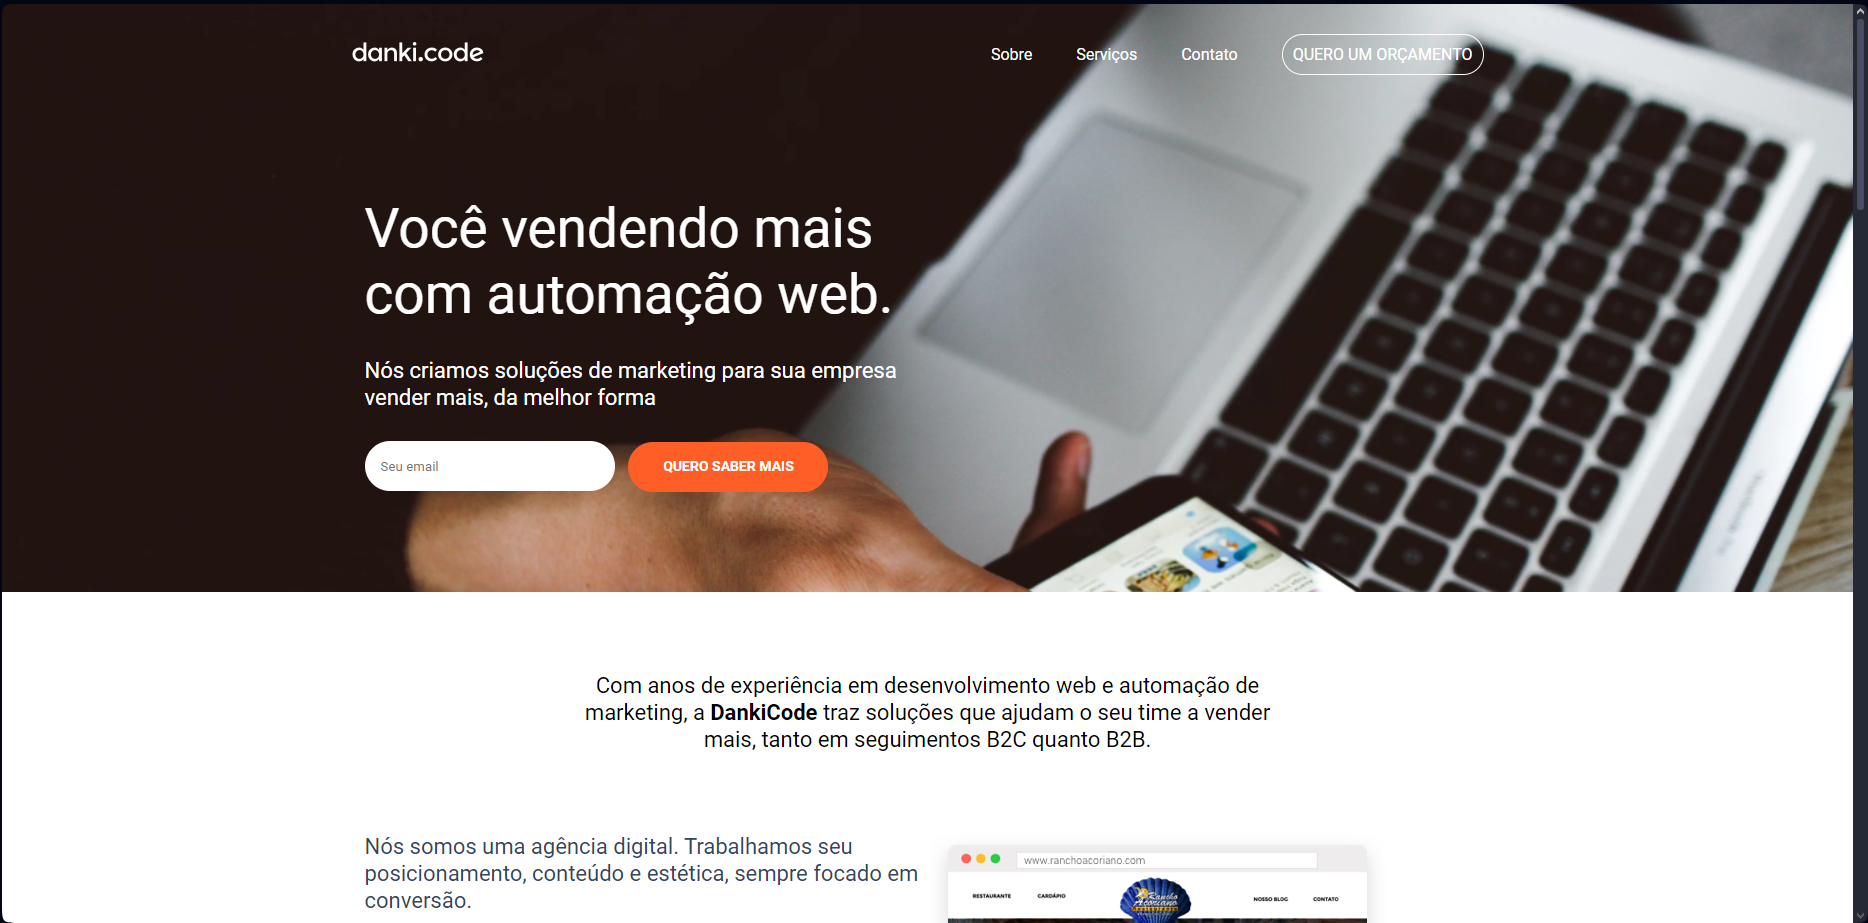 danki.code
Sobre
Serviços
Contato
QUERO UM ORÇAMENTO
Você vendendo mais
com automação web.
Nós criamos soluções de marketing para sua empresa
vender mais, da melhor forma
Seu email
QUERO SABER MAIS
Com anos de experiência em desenvolvimento web e automação de
marketing, a DankiCode traz soluções que ajudam o seu time a vender
mais, tanto em seguimentos B2C quanto B2B.
Nós somos uma agência digital. Trabalhamos seu
posicionamento, conteúdo e estética, sempre focado em
conversão.
www.ranchoacoriano.com
RESTAURANTE
CARDÁPIO
Rancho
Açoriano
NOSSO BLOG
CONTATO